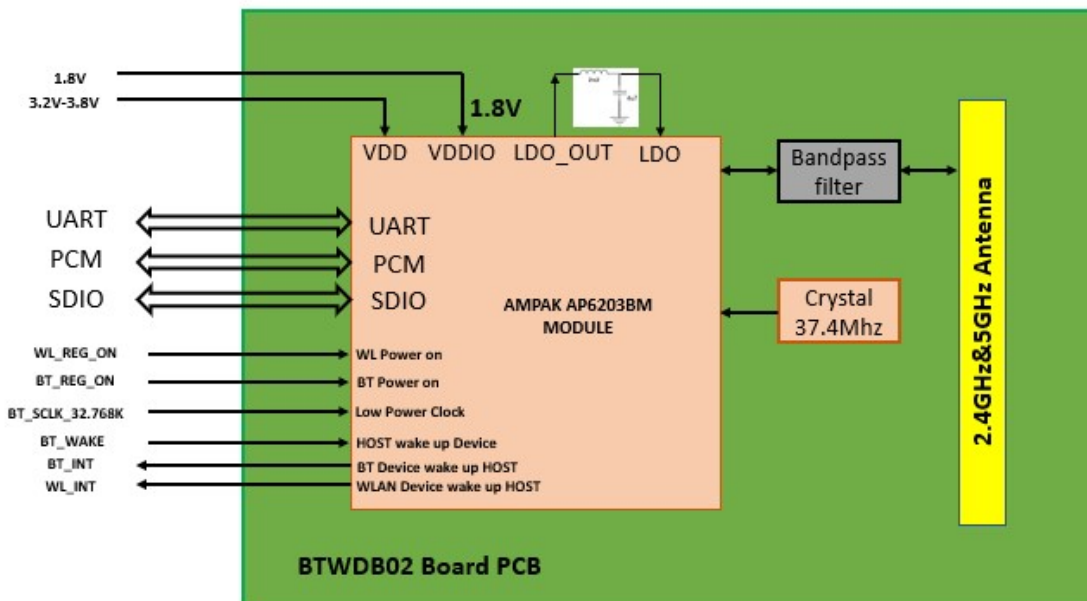 1.8V
3.2V-3.8V
1.8V
VDD VDDIO LDO_OUT LDO
Bandpass
filter
2.4GHz&5GHz Antenna
UART
PCM
SDIO
UART
PCM
SDIO
AMPAK AP6203BM
MODULE
Crystal
37.4Mhz
WL_REG_ON
WL Power on
BT_REG_ON
BT Power on
BT_SCLK_32.768K
Low Power Clock
BT_WAKE
HOST wake up Device
BT_INT
BT Device wake up HOST
WL_INT
WLAN Device wake up HOST
BTWDB02 Board PCB